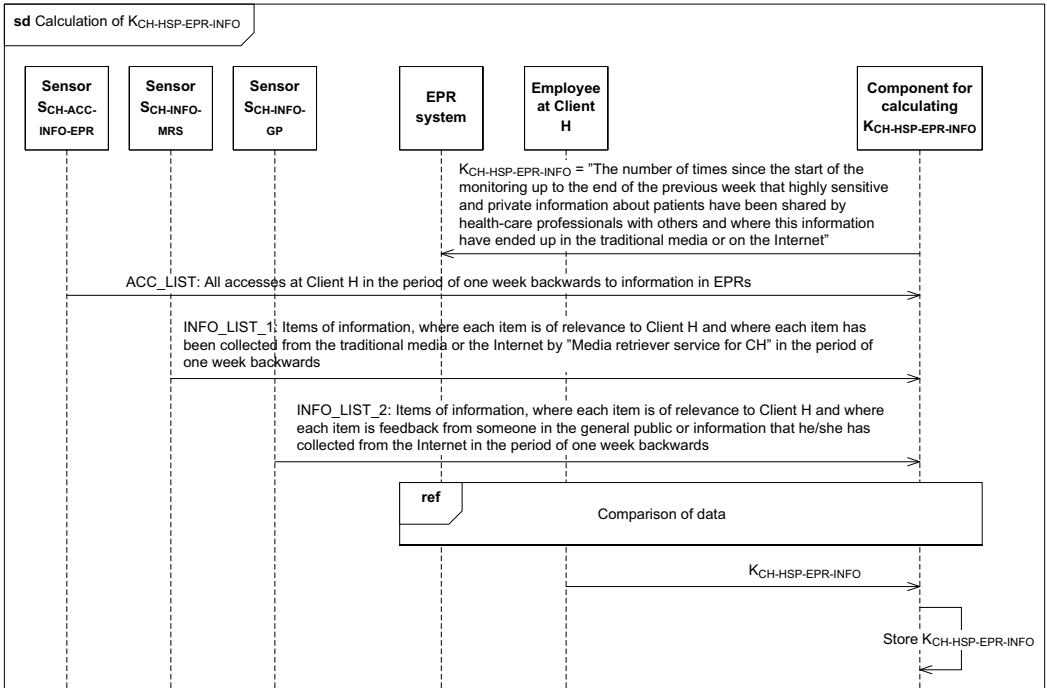 sd Calculation of KCH-HSP-EPR-INFO
Sensor
SCH-ACC-
INFO-EPR
Sensor
SCH-INFO-
MRS
Sensor
SCH-INFO-
GP
EPR
system
Employee
at Client
H
Component for
calculating
KCH-HSP-EPR-INFO
KCH-HSP-EPR-INFO = ”The number of times since the start of the
monitoring up to the end of the previous week that highly sensitive
and private information about patients have been shared by
health-care professionals with others and where this information
have ended up in the traditional media or on the Internet”
ACC_LIST: All accesses at Client H in the period of one week backwards to information in EPRs
INFO_LIST_1: Items of information, where each item is of relevance to Client H and where each item has
been collected from the traditional media or the Internet by ”Media retriever service for CH” in the period of
one week backwards
INFO_LIST_2: Items of information, where each item is of relevance to Client H and where
each item is feedback from someone in the general public or information that he/she has
collected from the Internet in the period of one week backwards
ref
Comparison of data
KCH-HSP-EPR-INFO
Store KCH-HSP-EPR-INFO